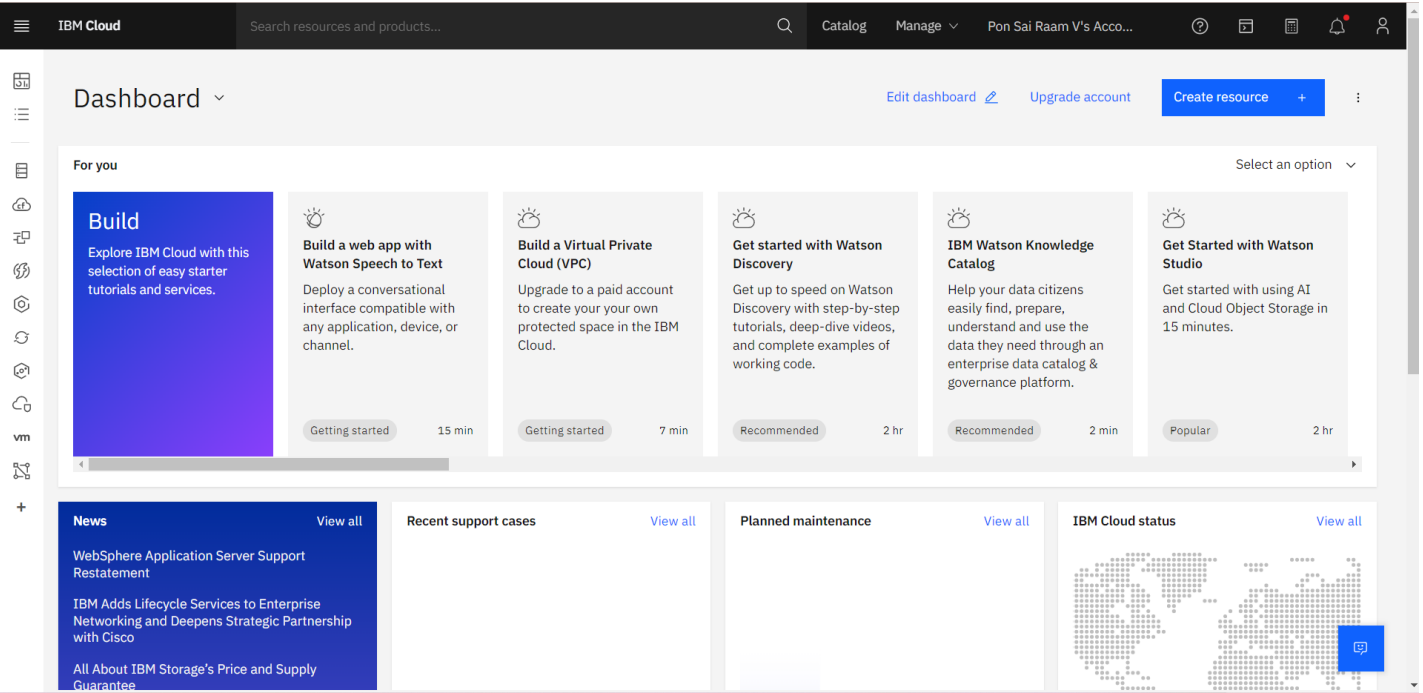 IBM Cloud
Search resources and products...
Catalog
Manage
Pon Sai Raam V's Acco...
Dashboard
Edit dashboard
Upgrade account
Create resource +
For you
Select an option
Build
Explore IBM Cloud with this
selection of easy starter
tutorials and services.
Build a web app with
Watson Speech to Text
Deploy a conversational
interface compatible with
any application, device, or
channel.
Getting started
15 min
Build a Virtual Private
Cloud (VPC)
Upgrade to a paid account
to create your your own
protected space in the IBM
Cloud.
Getting started
7 min
Get started with Watson
Discovery
Get up to speed on Watson
Discovery with step-by-step
tutorials, deep-dive videos,
and complete examples of
working code.
Recommended
2 hr
IBM Watson Knowledge
Catalog
Help your data citizens
easily find, prepare,
understand and use the
data they need through an
enterprise data catalog &
governance platform.
Recommended
2 min
Get Started with Watson
Studio
Get started with using AI
and Cloud Object Storage in
15 minutes.
Popular
2 hr
cf
vm
+
News
View all
WebSphere Application Server Support
Restatement
IBM Adds Lifecycle Services to Enterprise
Networking and Deepens Strategic Partnership
with Cisco
All About IBM Storage's Price and Supply
Guarantee
Recent support cases
View all
Planned maintenance
View all
IBM Cloud status
View all